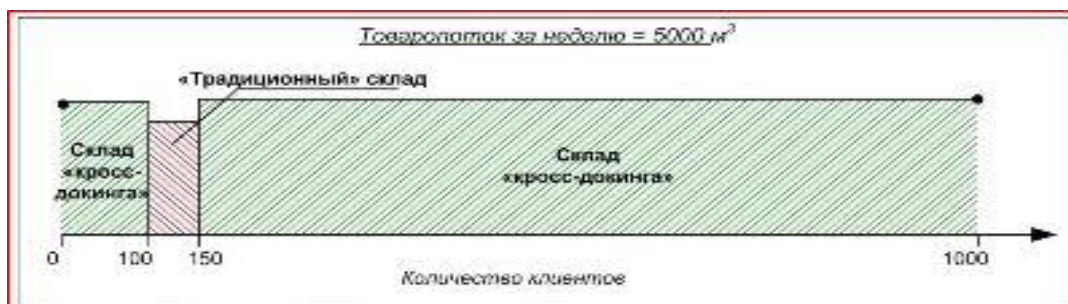 Товаропоток за неделю = 5000 м³
«Традиционный» склад
Склад
«кросс-
докинга»
Склад
«кросс-докинга»
0
100
150
1000
Количество клиентов